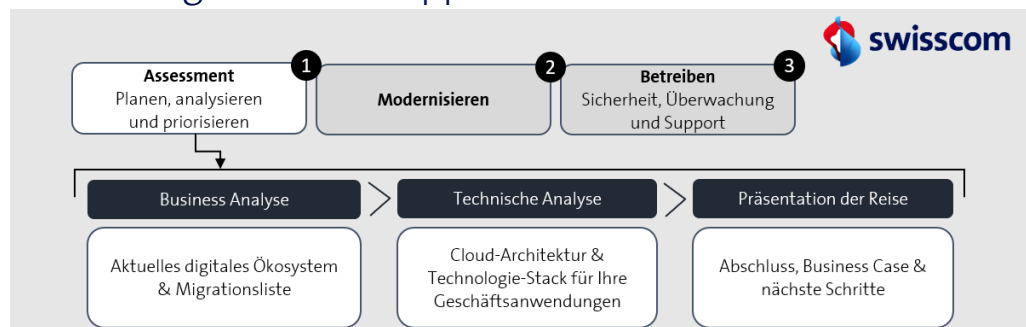 swisscom
1
Assessment
Planen, analysieren
und priorisieren
2
Modernisieren
3
Betreiben
Sicherheit, Überwachung
und Support
Business Analyse
Technische Analyse
Präsentation der Reise
Aktuelles digitales Ökosystem
& Migrationsliste
Cloud-Architektur &
Technologie-Stack für Ihre
Geschäftsanwendungen
Abschluss, Business Case &
nächste Schritte